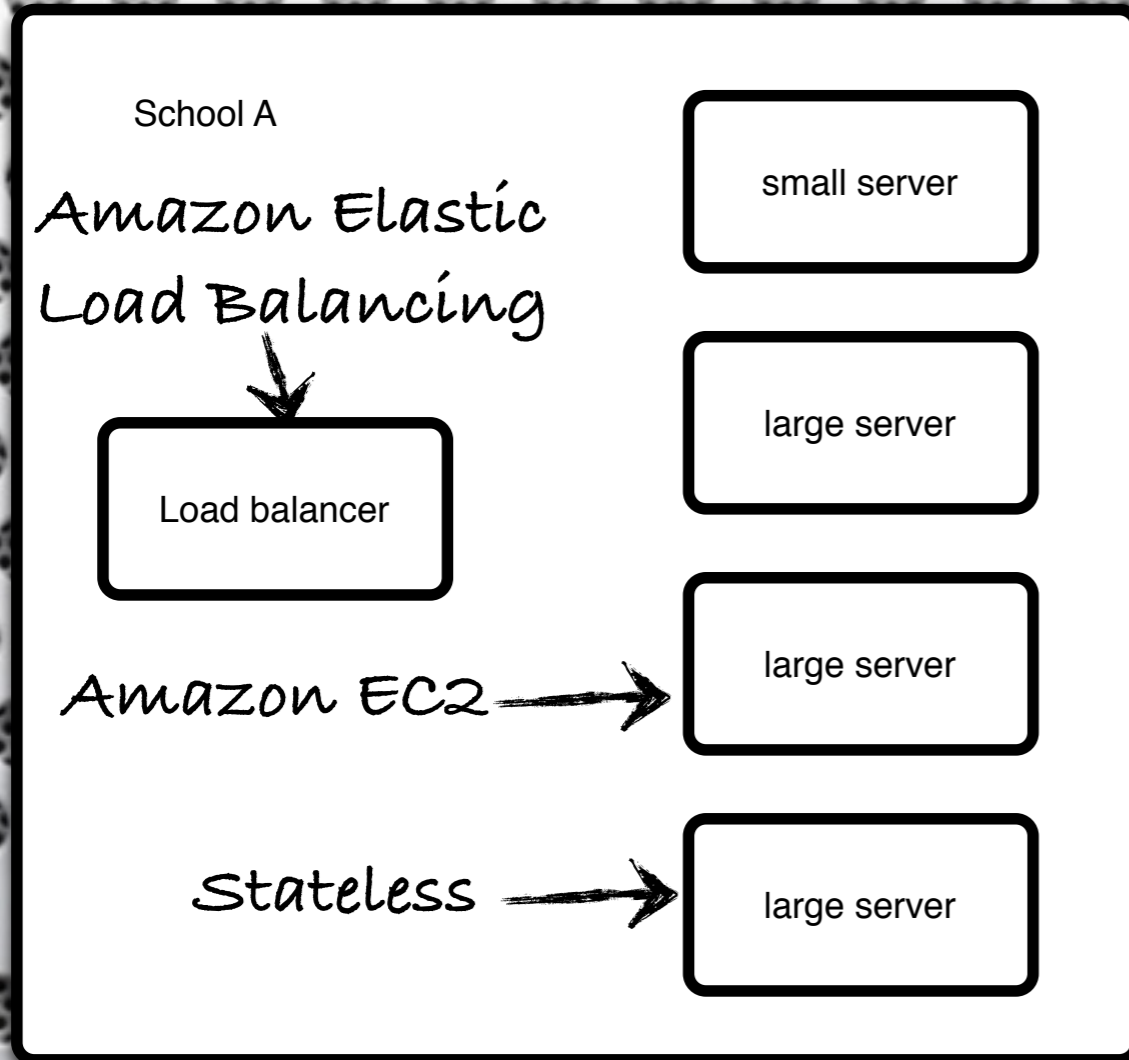 School A
Amazon Elastic
Load Balancing
Load balancer
Amazon EC2
Stateless
small server
large server
large server
large server